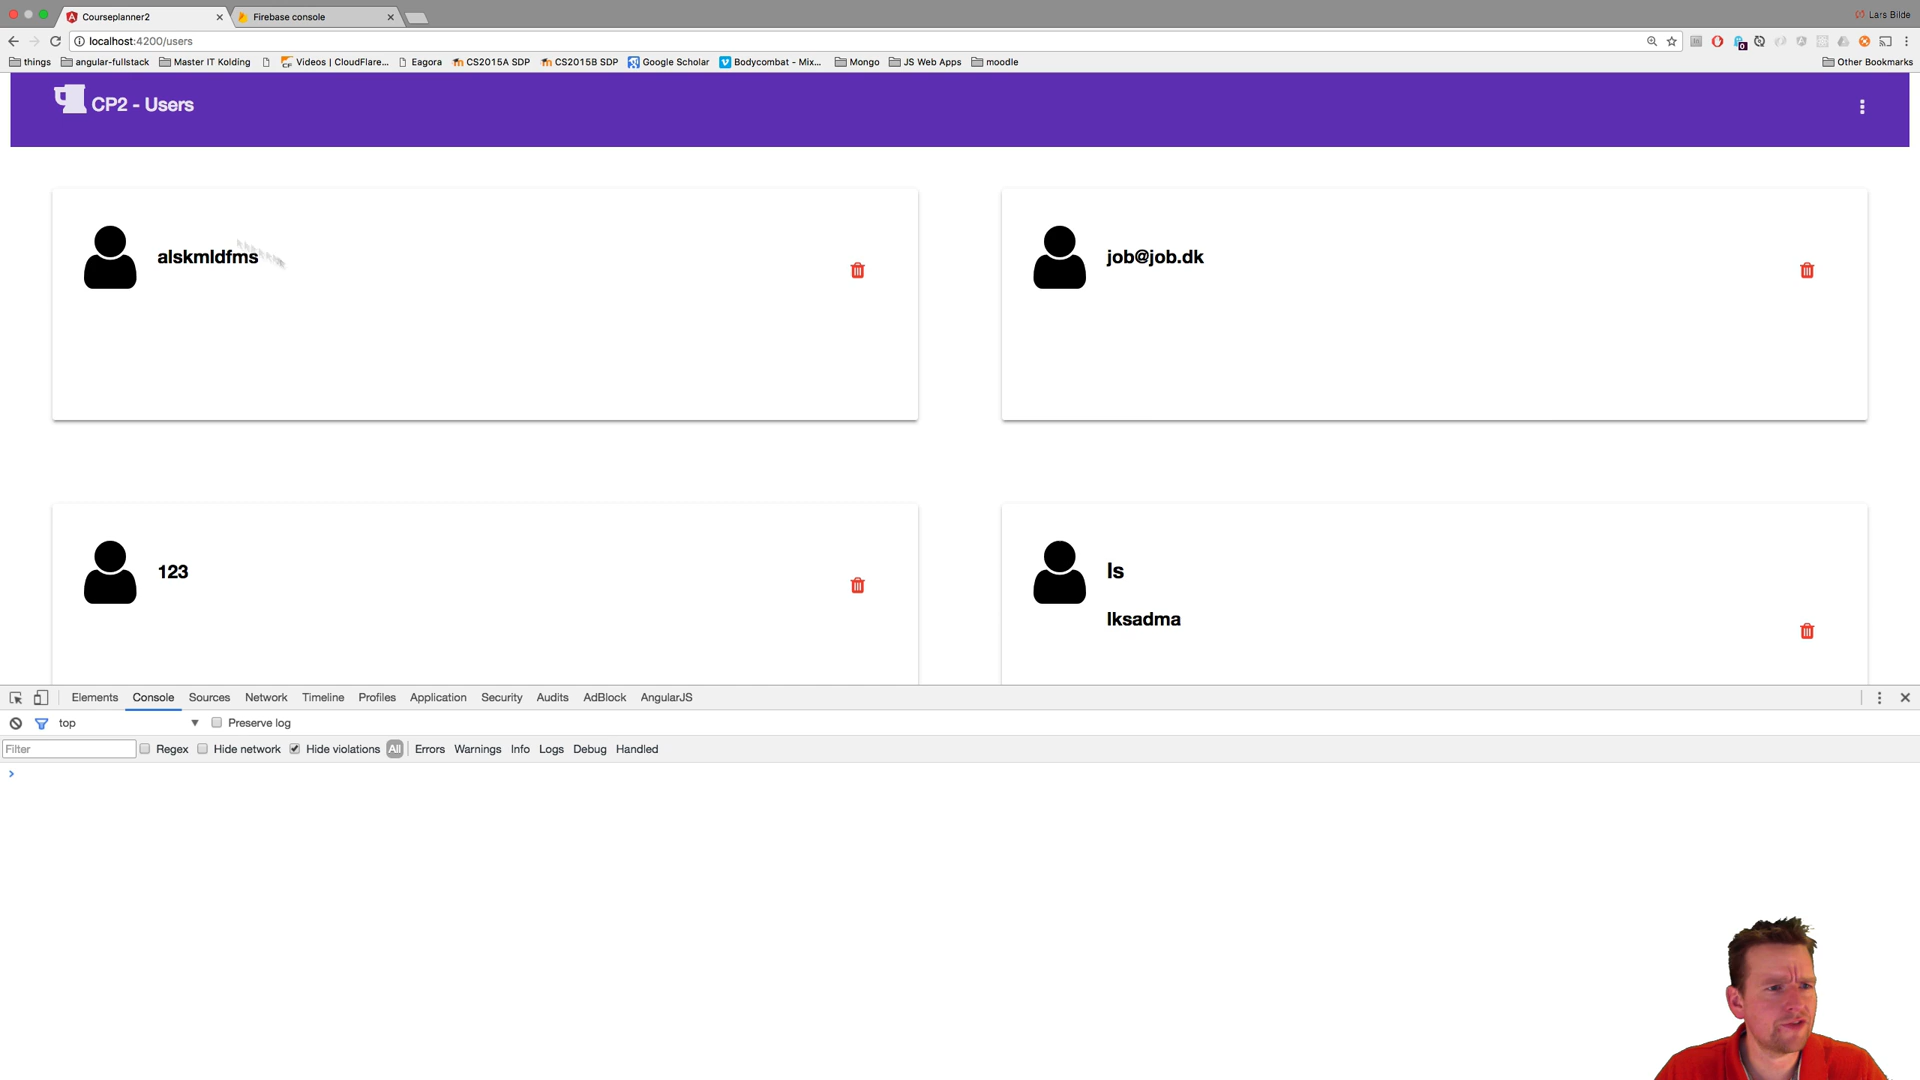 Courseplanner2
Firebase console
Lars Bilde
localhost:4200/users
things
angular-fullstack
Master IT Kolding
Videos | CloudFlare...
Eagora
CS2015A SDP
CS2015B SDP
Google Scholar
Bodycombat - Mix...
Mongo
JS Web Apps
moodle
Other Bookmarks
CP2 - Users
alskmldfms
job@job.dk
123
ls
lksadma
Elements
Console
Sources
Network
Timeline
Profiles
Application
Security
Audits
AdBlock
AngularJS
top
Preserve log
Filter
Regex
Hide network
Hide violations
All
Errors
Warnings
Info
Logs
Debug
Handled